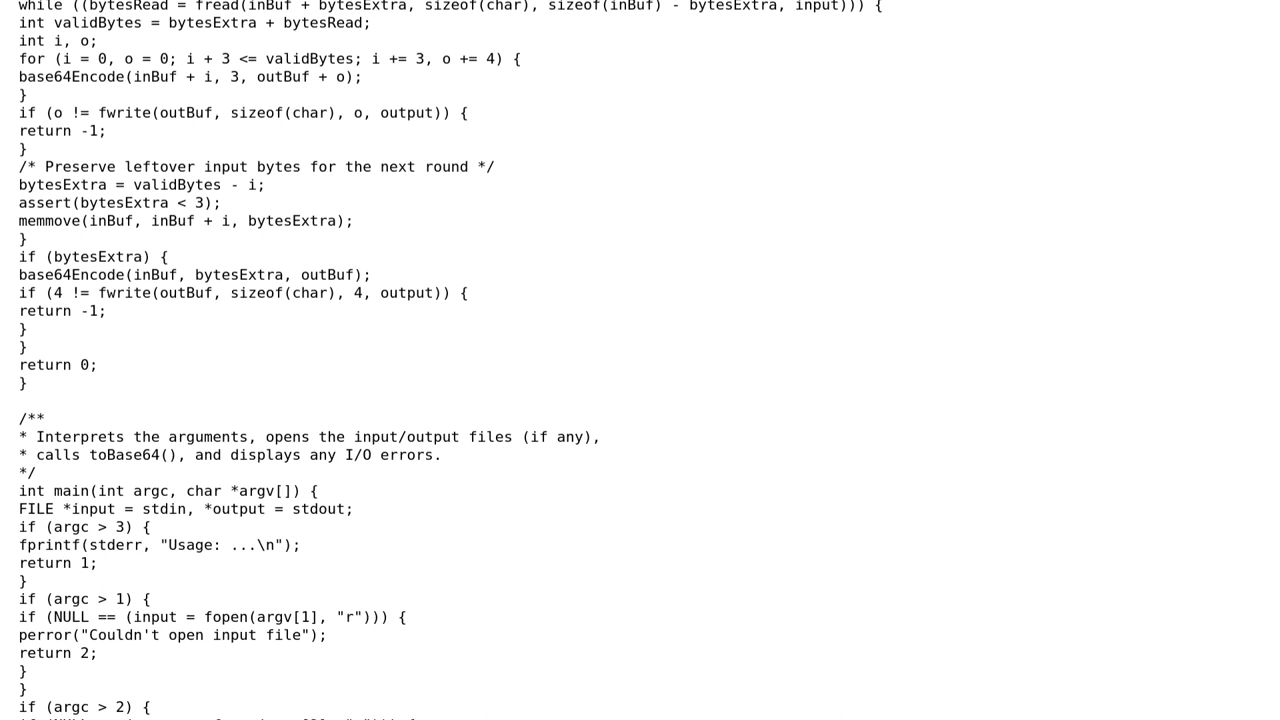 while ((bytesRead = fread(inBuf + bytesExtra, sizeof(char), sizeof(inBuf) - bytesExtra, input))) {
int validBytes = bytesExtra + bytesRead;
int i, o;
for (i = 0, o = 0; i + 3 <= validBytes; i += 3, o += 4) {
base64Encode(inBuf + i, 3, outBuf + o);
}
if (o != fwrite(outBuf, sizeof(char), o, output)) {
return -1;
}
/* Preserve leftover input bytes for the next round */
bytesExtra = validBytes - i;
assert(bytesExtra < 3);
memmove(inBuf, inBuf + i, bytesExtra);
}
if (bytesExtra) {
base64Encode(inBuf, bytesExtra, outBuf);
if (4 != fwrite(outBuf, sizeof(char), 4, output)) {
return -1;
}
}
return 0;
}

/**
* Interprets the arguments, opens the input/output files (if any),
* calls toBase64(), and displays any I/O errors.
*/
int main(int argc, char *argv[]) {
FILE *input = stdin, *output = stdout;
if (argc > 3) {
fprintf(stderr, "Usage: ...\n");
return 1;
}
if (argc > 1) {
if (NULL == (input = fopen(argv[1], "r"))) {
perror("Couldn't open input file");
return 2;
}
}
if (argc > 2) {